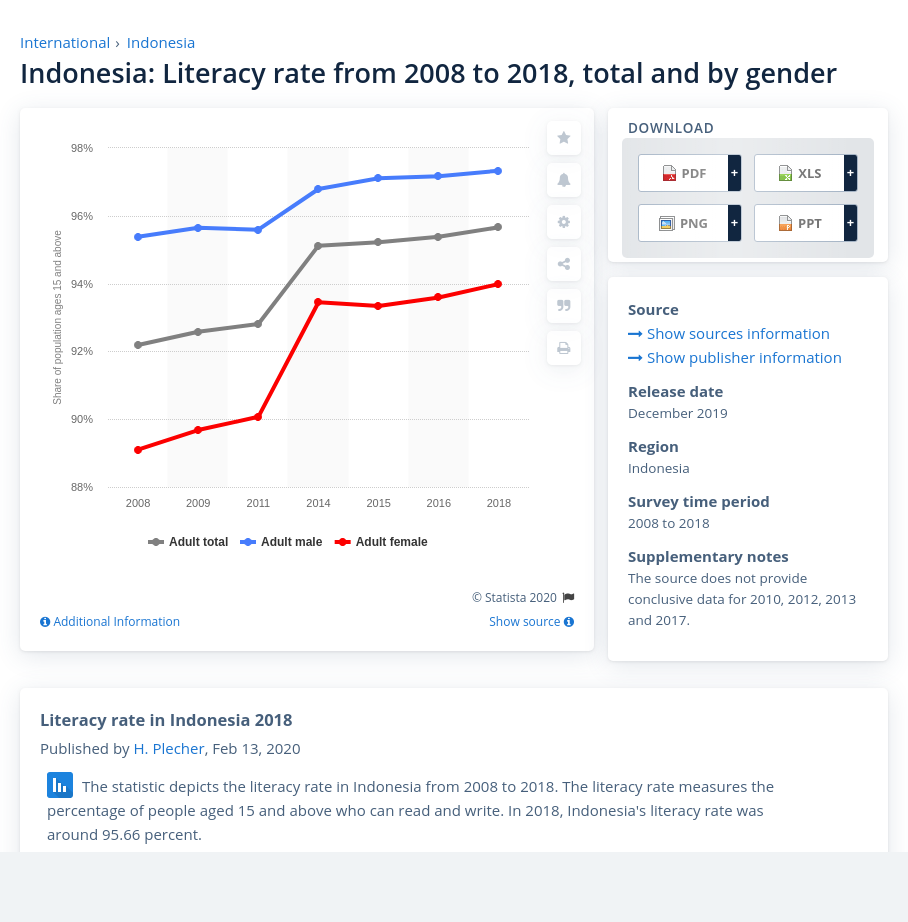 International › Indonesia
Indonesia: Literacy rate from 2008 to 2018, total and by gender
98%
96%
94%
92%
90%
88%
Share of population ages 15 and above
2008 2009 2011 2014 2015 2016 2018
Adult total Adult male Adult female
© Statista 2020
Additional Information Show source
DOWNLOAD
PDF + XLS +
PNG + PPT +
Source
Show sources information
Show publisher information
Release date
December 2019
Region
Indonesia
Survey time period
2008 to 2018
Supplementary notes
The source does not provide
conclusive data for 2010, 2012, 2013
and 2017.
Literacy rate in Indonesia 2018
Published by H. Plecher, Feb 13, 2020
The statistic depicts the literacy rate in Indonesia from 2008 to 2018. The literacy rate measures the
percentage of people aged 15 and above who can read and write. In 2018, Indonesia's literacy rate was
around 95.66 percent.